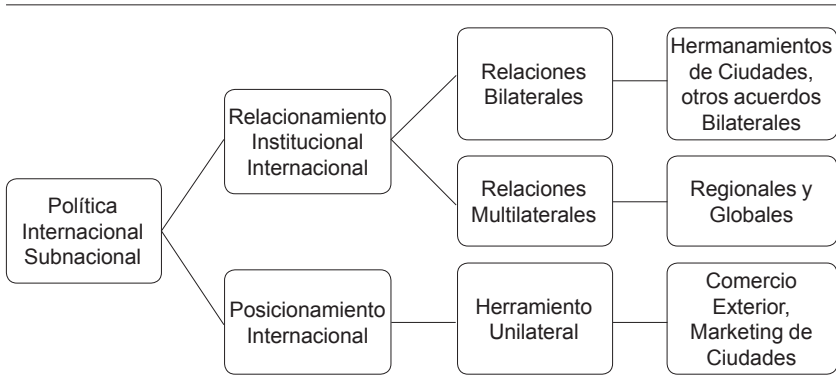 Política
Internacional
Subnacional
Relacionamiento
Institucional
Internacional
Posicionamiento
Internacional
Relaciones
Bilaterales
Relaciones
Multilaterales
Herramiento
Unilateral
Hermanamientos
de Ciudades,
otros acuerdos
Bilaterales
Regionales y
Globales
Comercio
Exterior,
Marketing de
Ciudades